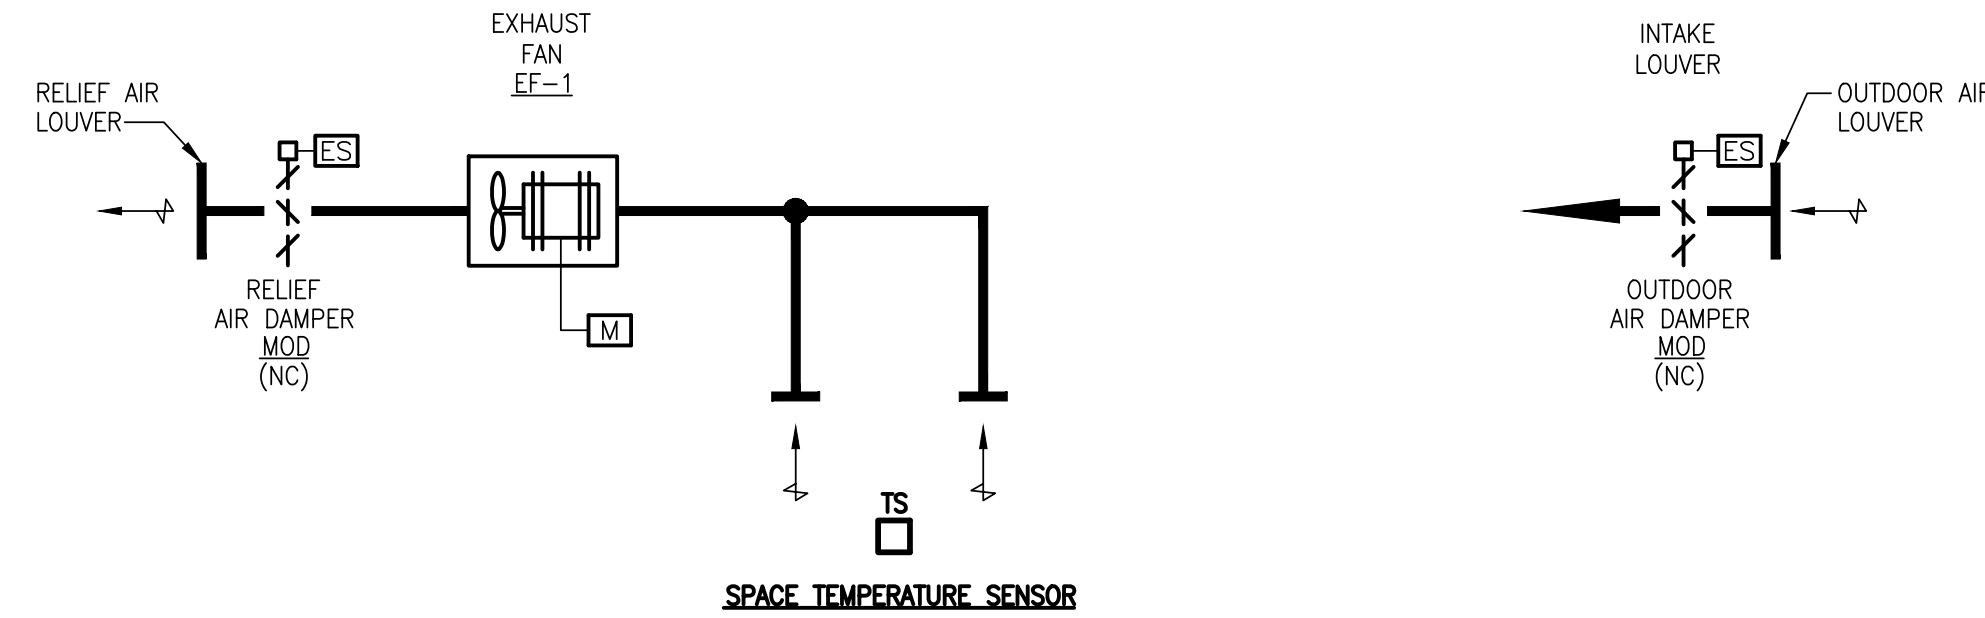 EXHAUST
FAN
EF-1
RELIEF AIR
LOUVER
ES
RELIEF
AIR DAMPER
MOD
(NC)
M
TS
SPACE TEMPERATURE SENSOR
INTAKE
LOUVER
OUTDOOR AIR
LOUVER
ES
OUTDOOR
AIR DAMPER
MOD
(NC)